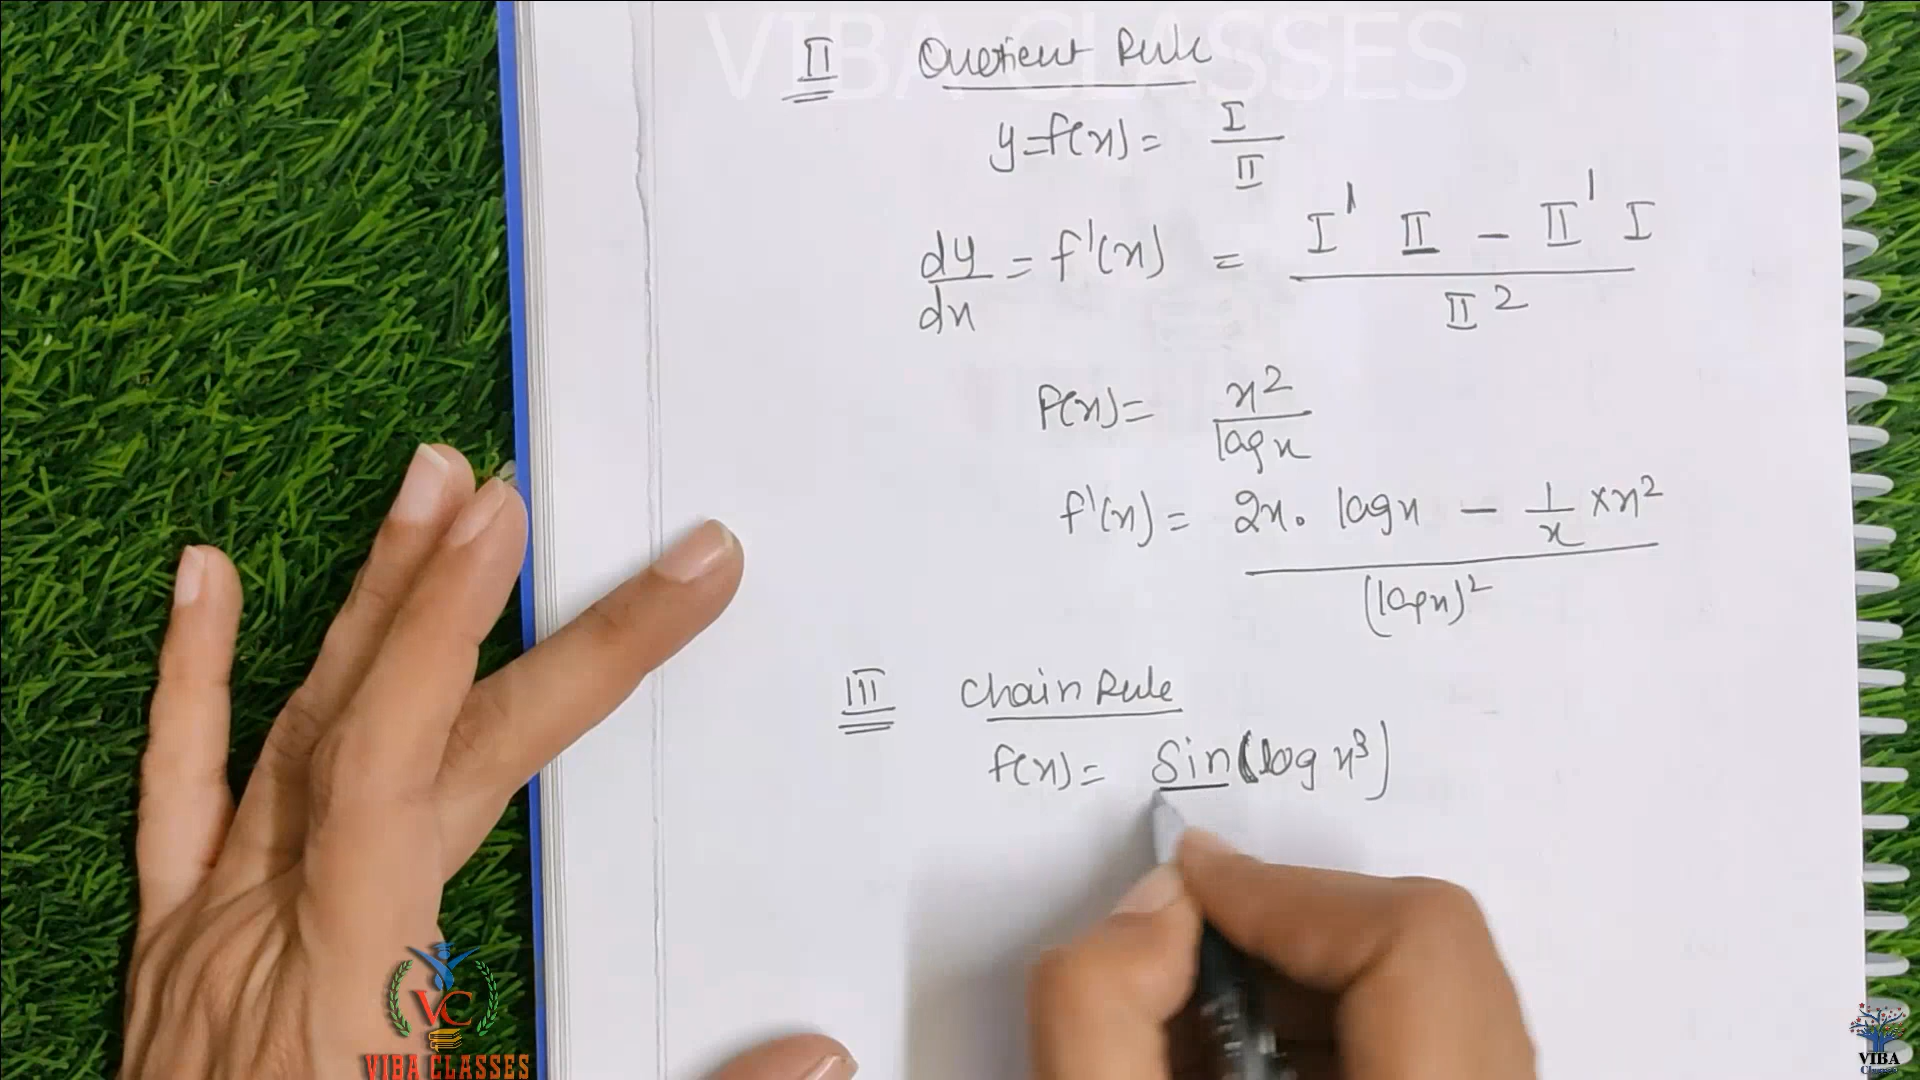 VIBA CLASSES
II Quotient Rule
y=f(x)= I/II
dy/dx = f'(x) = (I' II - II' I)/II²
f(x)= x²/log x
f'(x)= (2x. log x - 1/x × x²)/(log x)²
III Chain Rule
f(x)= Sin(log x³)
VC
VIBA CLASSES
VIBA
Classes